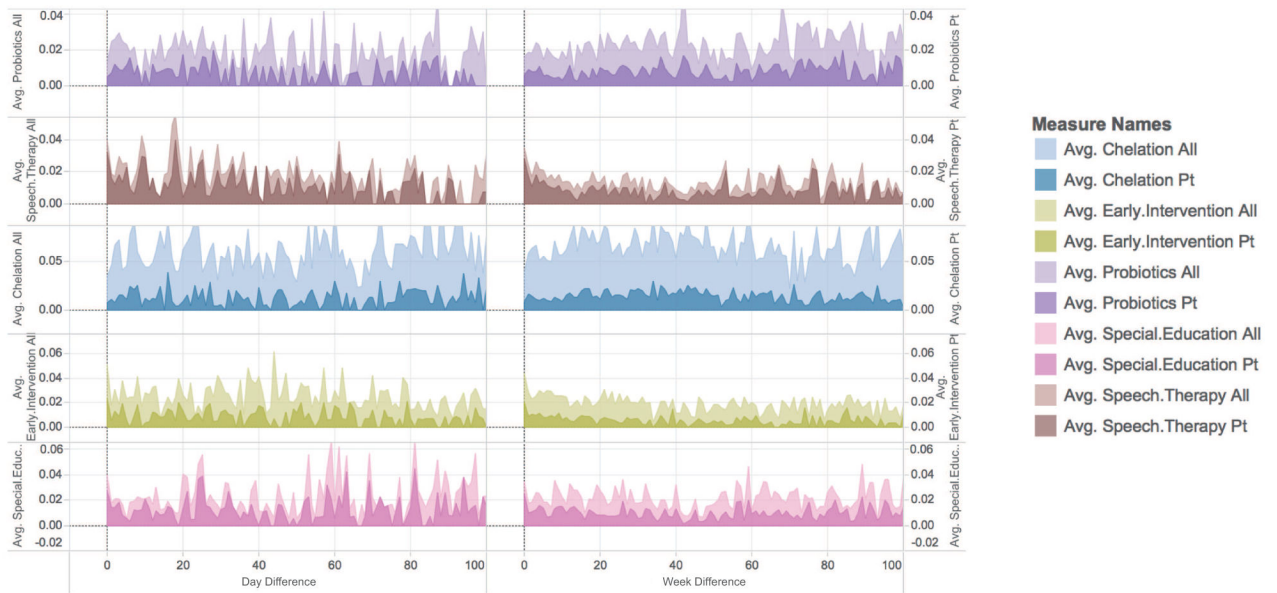 Avg. Probiotics All
0.04
0.02
0.00
0.04
0.02
0.00
Avg. Probiotics Pt
Avg.
Speech.Therapy All
0.04
0.02
0.00
0.04
0.02
0.00
Avg.
Speech.Therapy Pt
Avg. Chelation All
0.05
0.00
0.05
0.00
Avg. Chelation Pt
Avg.
Early.Intervention All
0.06
0.04
0.02
0.00
0.06
0.04
0.02
0.00
Avg.
Early.Intervention Pt
Avg. Special.Educ..
0.06
0.04
0.02
0.00
-0.02
0.06
0.04
0.02
0.00
-0.02
Avg. Special.Educ..
0 20 40 60 80 100
Day Difference
0 20 40 60 80 100
Week Difference
Measure Names
Avg. Chelation All
Avg. Chelation Pt
Avg. Early.Intervention All
Avg. Early.Intervention Pt
Avg. Probiotics All
Avg. Probiotics Pt
Avg. Special.Education All
Avg. Special.Education Pt
Avg. Speech.Therapy All
Avg. Speech.Therapy Pt